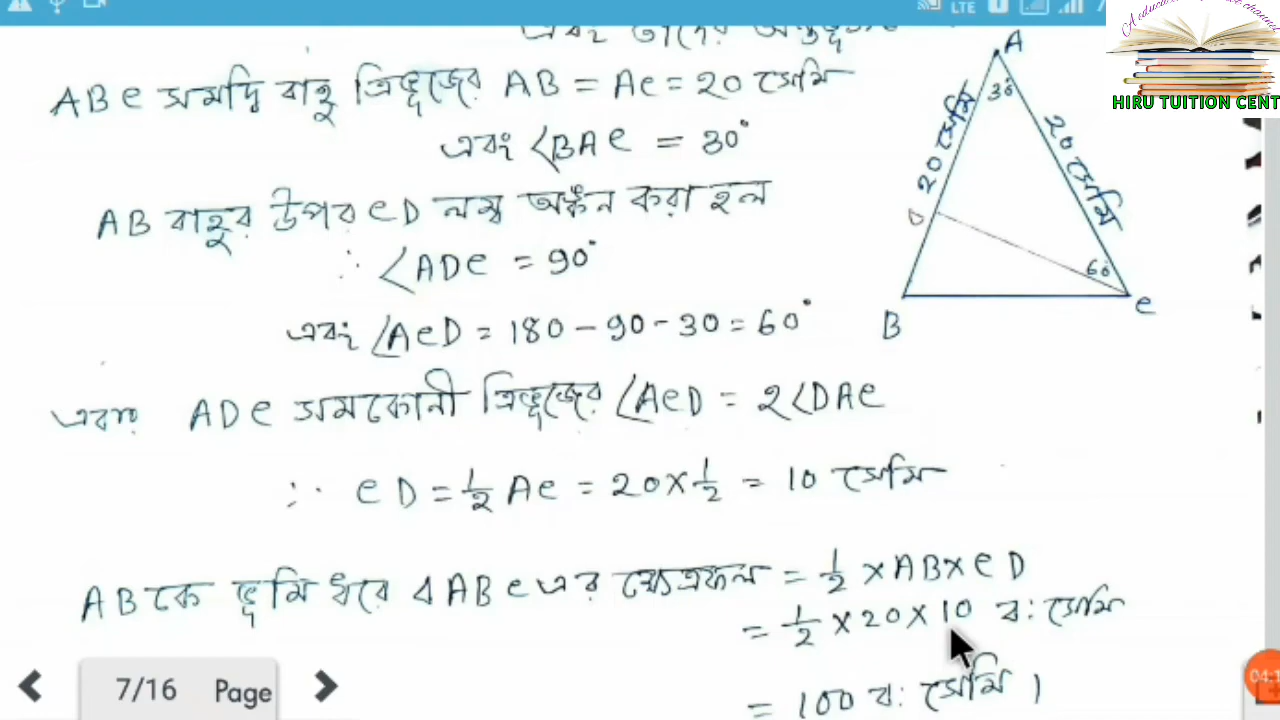 LTE
A
HIRU TUITION CENT
ABC সমদ্বি বাহু ত্রিভুজের AB = AC = 20 সেমি
এবং ∠BAC = 30°
AB বাহুর উপর CD লম্ব অঙ্কন করা হল
∴ ∠ADC = 90°
এবং ∠ACD = 180 - 90 - 30 = 60°
এবার ADC সমকোনী ত্রিভুজের ∠ACD = 2∠DAC
∴ CD = 1/2 AC = 20 × 1/2 = 10 সেমি
AB কে ভূমি ধরে Δ ABC এর ক্ষেত্রফল = 1/2 × AB × CD
= 1/2 × 20 × 10 ব: সেমি
= 100 ব: সেমি ।
A
30°
20 সেমি
20 সেমি
D
60°
B
C
7/16 Page